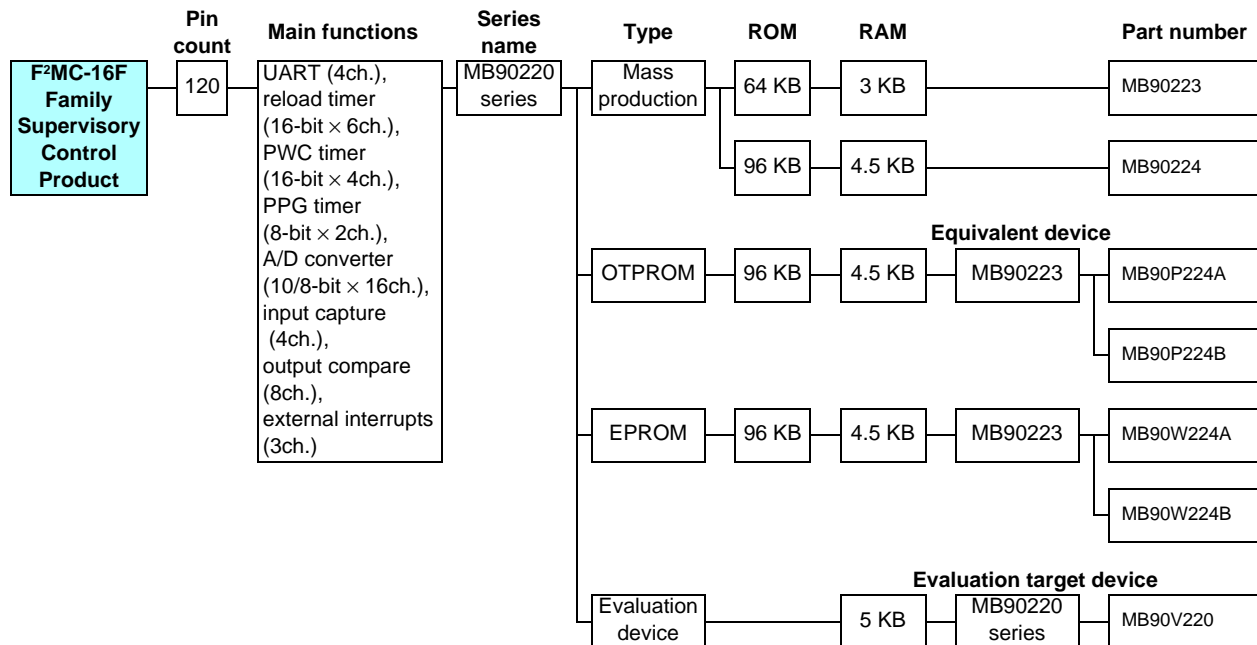 Pin count
Main functions
Series name
Type
ROM
RAM
Part number
F²MC-16F
Family
Supervisory
Control
Product
120
UART (4ch.),
reload timer
(16-bit × 6ch.),
PWC timer
(16-bit × 4ch.),
PPG timer
(8-bit × 2ch.),
A/D converter
(10/8-bit × 16ch.),
input capture
(4ch.),
output compare
(8ch.),
external interrupts
(3ch.)
MB90220
series
Mass
production
64 KB
3 KB
MB90223
96 KB
4.5 KB
MB90224
Equivalent device
OTPROM
96 KB
4.5 KB
MB90223
MB90P224A
MB90P224B
EPROM
96 KB
4.5 KB
MB90223
MB90W224A
MB90W224B
Evaluation target device
Evaluation
device
5 KB
MB90220
series
MB90V220